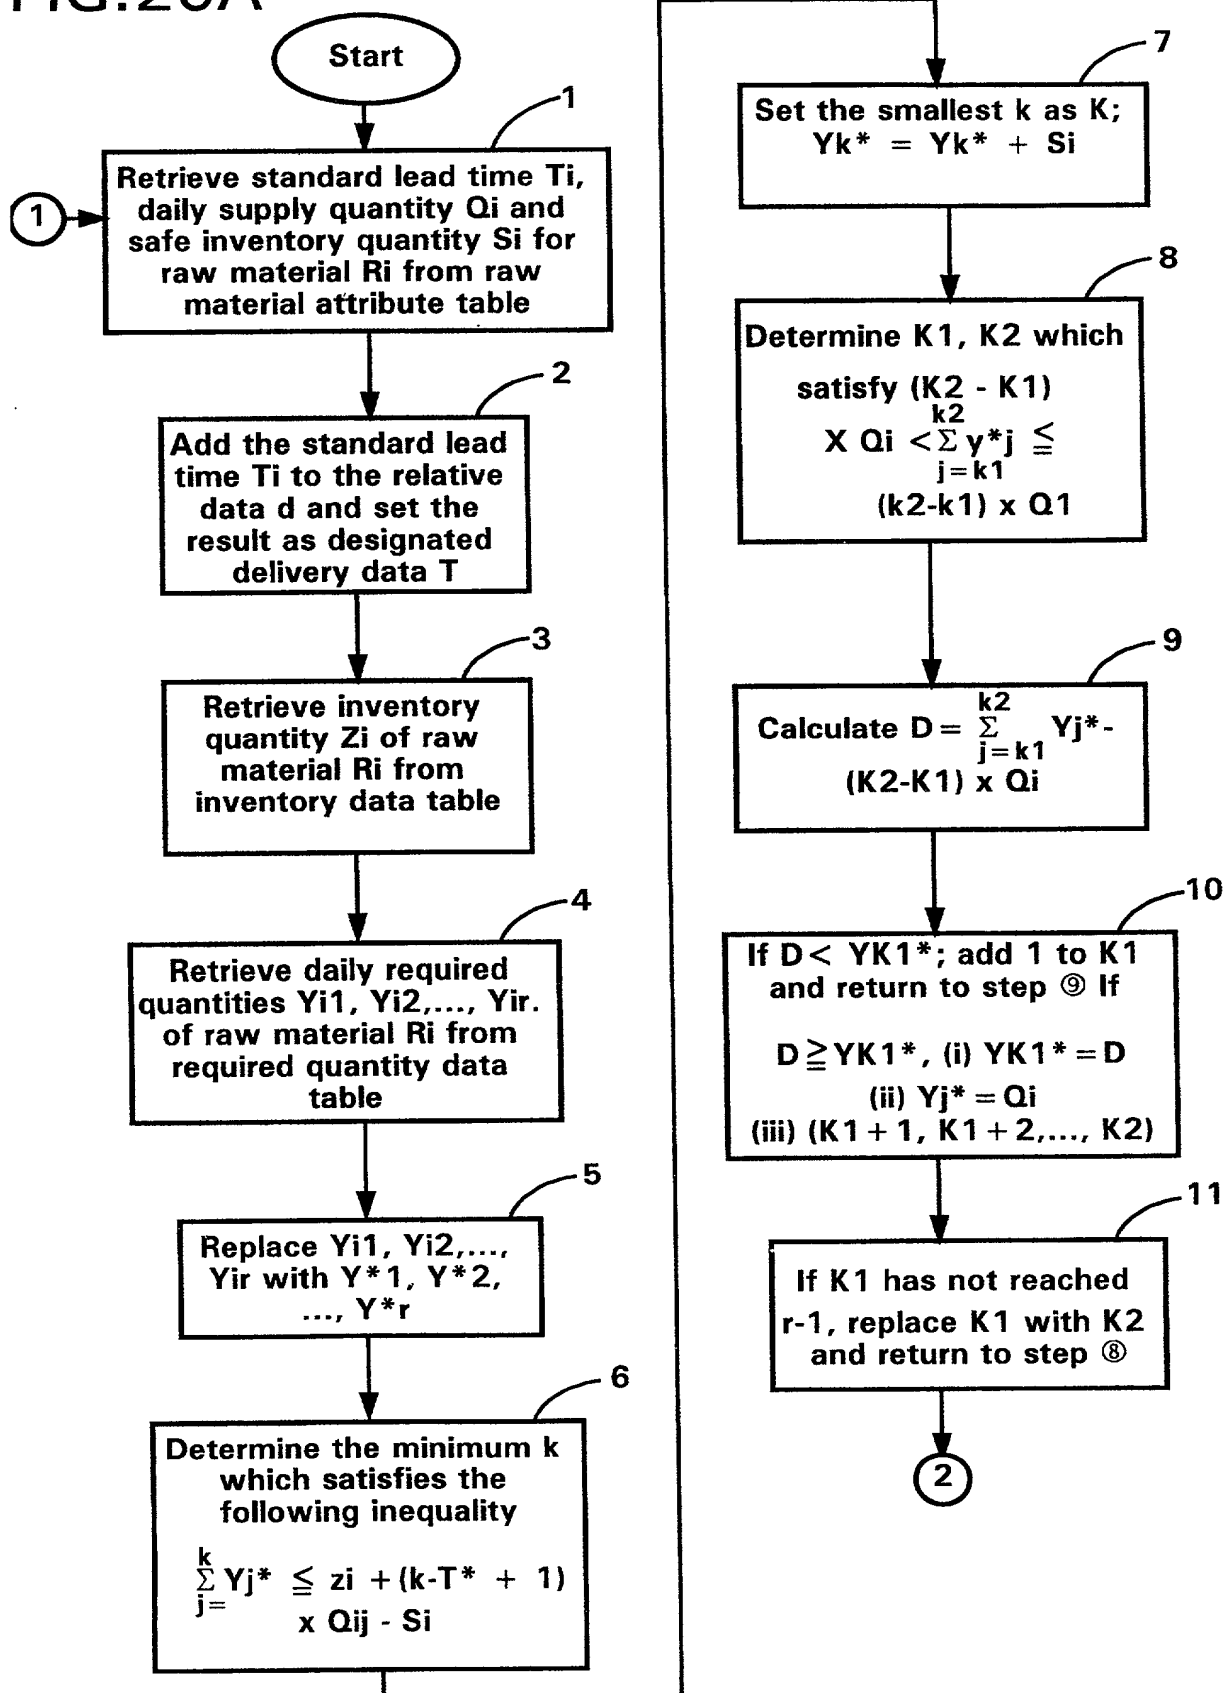 FIG.20A
Start
1
1
Retrieve standard lead time Ti,
daily supply quantity Qi and
safe inventory quantity Si for
raw material Ri from raw
material attribute table
2
Add the standard lead
time Ti to the relative
data d and set the
result as designated
delivery data T
3
Retrieve inventory
quantity Zi of raw
material Ri from
inventory data table
4
Retrieve daily required
quantities Yi1, Yi2,..., Yir.
of raw material Ri from
required quantity data
table
5
Replace Yi1, Yi2,...,
Yir with Y*1, Y*2,
..., Y*r
6
Determine the minimum k
which satisfies the
following inequality
k
Σ Yj* ≦ zi + (k-T* + 1)
j=
x Qij - Si
7
Set the smallest k as K;
Yk* = Yk* + Si
8
Determine K1, K2 which
satisfy (K2 - K1)
k2
X Qi < Σ y*j ≦
j=k1
(k2-k1) x Q1
9
k2
Calculate D = Σ Yj* -
j=k1
(K2-K1) x Qi
10
If D < YK1*; add 1 to K1
and return to step ⑨ If
D ≧ YK1*, (i) YK1* = D
(ii) Yj* = Qi
(iii) (K1 + 1, K1 + 2,..., K2)
11
If K1 has not reached
r-1, replace K1 with K2
and return to step ⑧
2